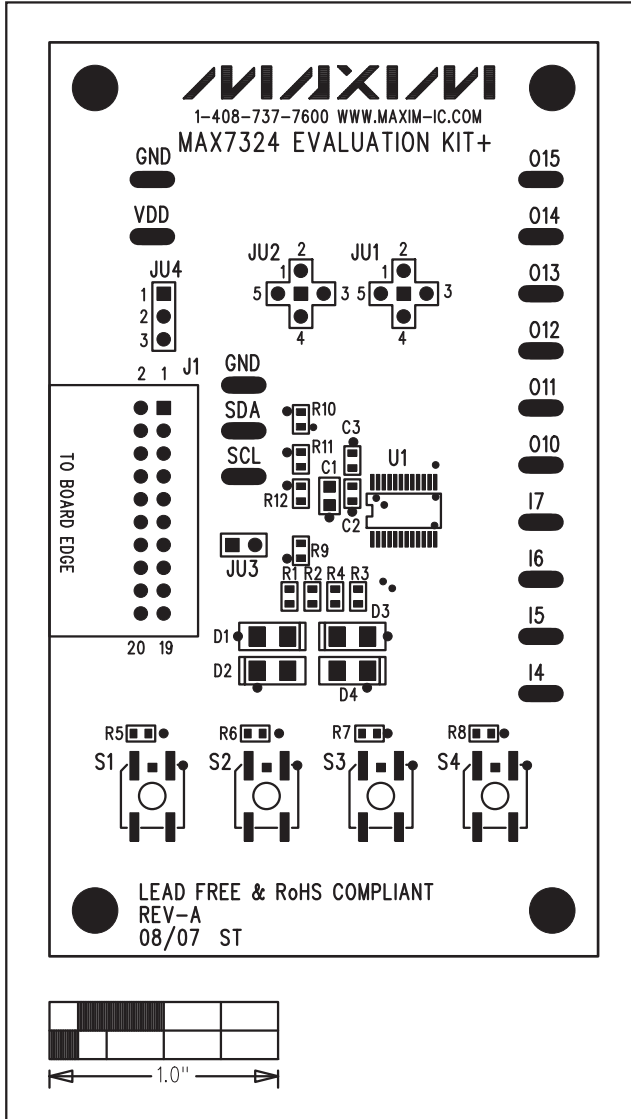 MAXIM
1-408-737-7600 WWW.MAXIM-IC.COM
MAX7324 EVALUATION KIT+
GND
O15
VDD
O14
JU2 2
1
5 3
4
JU1 2
1
5 3
4
O13
JU4
1
2
3
O12
J1
2 1
GND
O11
SDA
R10
O10
SCL
R11
C3
U1
R12
C1
C2
I7
TO BOARD EDGE
JU3
R9
I6
R1 R2 R4 R3
D1
D3
I5
20 19
D2
D4
I4
R5
R6
R7
R8
S1
S2
S3
S4
LEAD FREE & RoHS COMPLIANT
REV-A
08/07 ST
1.0"